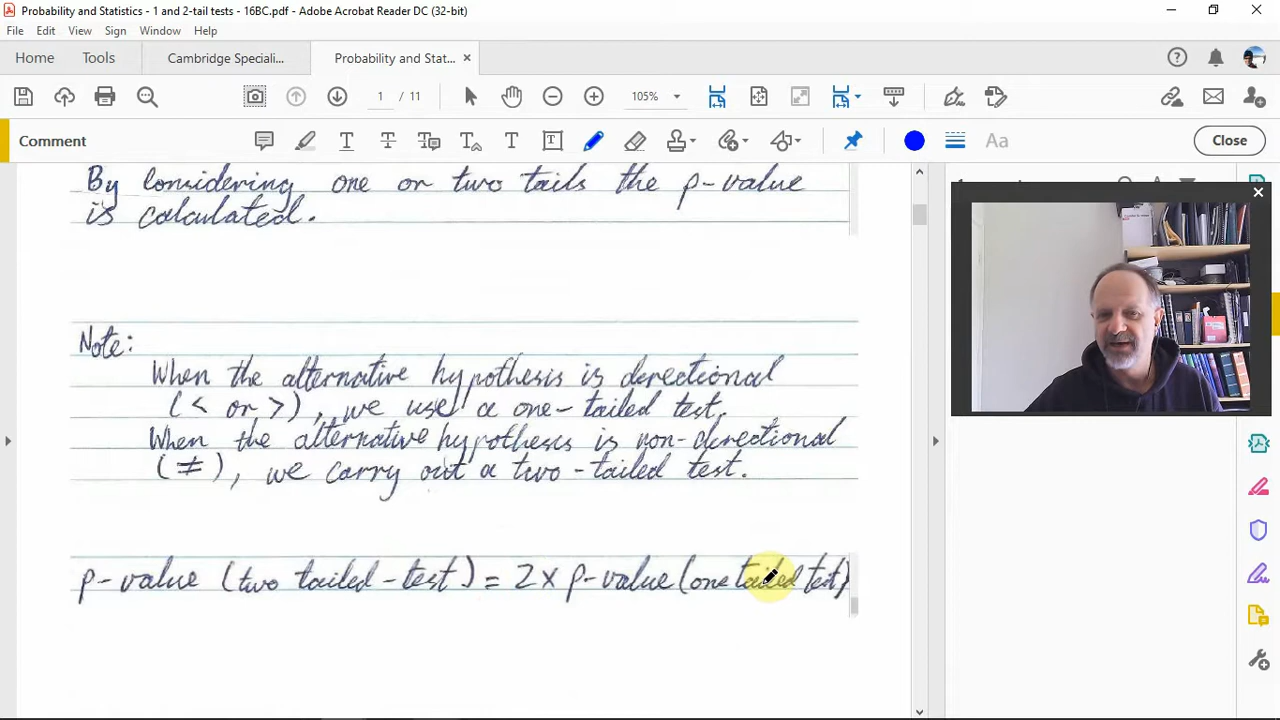 Probability and Statistics - 1 and 2-tail tests - 16BC.pdf - Adobe Acrobat Reader DC (32-bit)
File Edit View Sign Window Help
Home Tools Cambridge Speciali... Probability and Stat... ×
1 / 11 105%
Comment Aa Close
By considering one or two tails the p-value
is calculated.
Note:
When the alternative hypothesis is directional
(< or >), we use a one-tailed test.
When the alternative hypothesis is non-directional
(≠), we carry out a two-tailed test.
p-value (two tailed-test) = 2 × p-value (one tailed test)